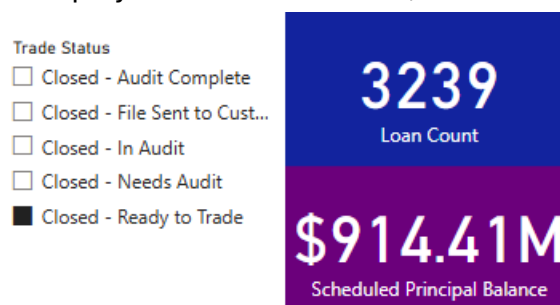 Trade Status
Closed - Audit Complete
Closed - File Sent to Cust...
Closed - In Audit
Closed - Needs Audit
Closed - Ready to Trade
3239
Loan Count
$914.41M
Scheduled Principal Balance